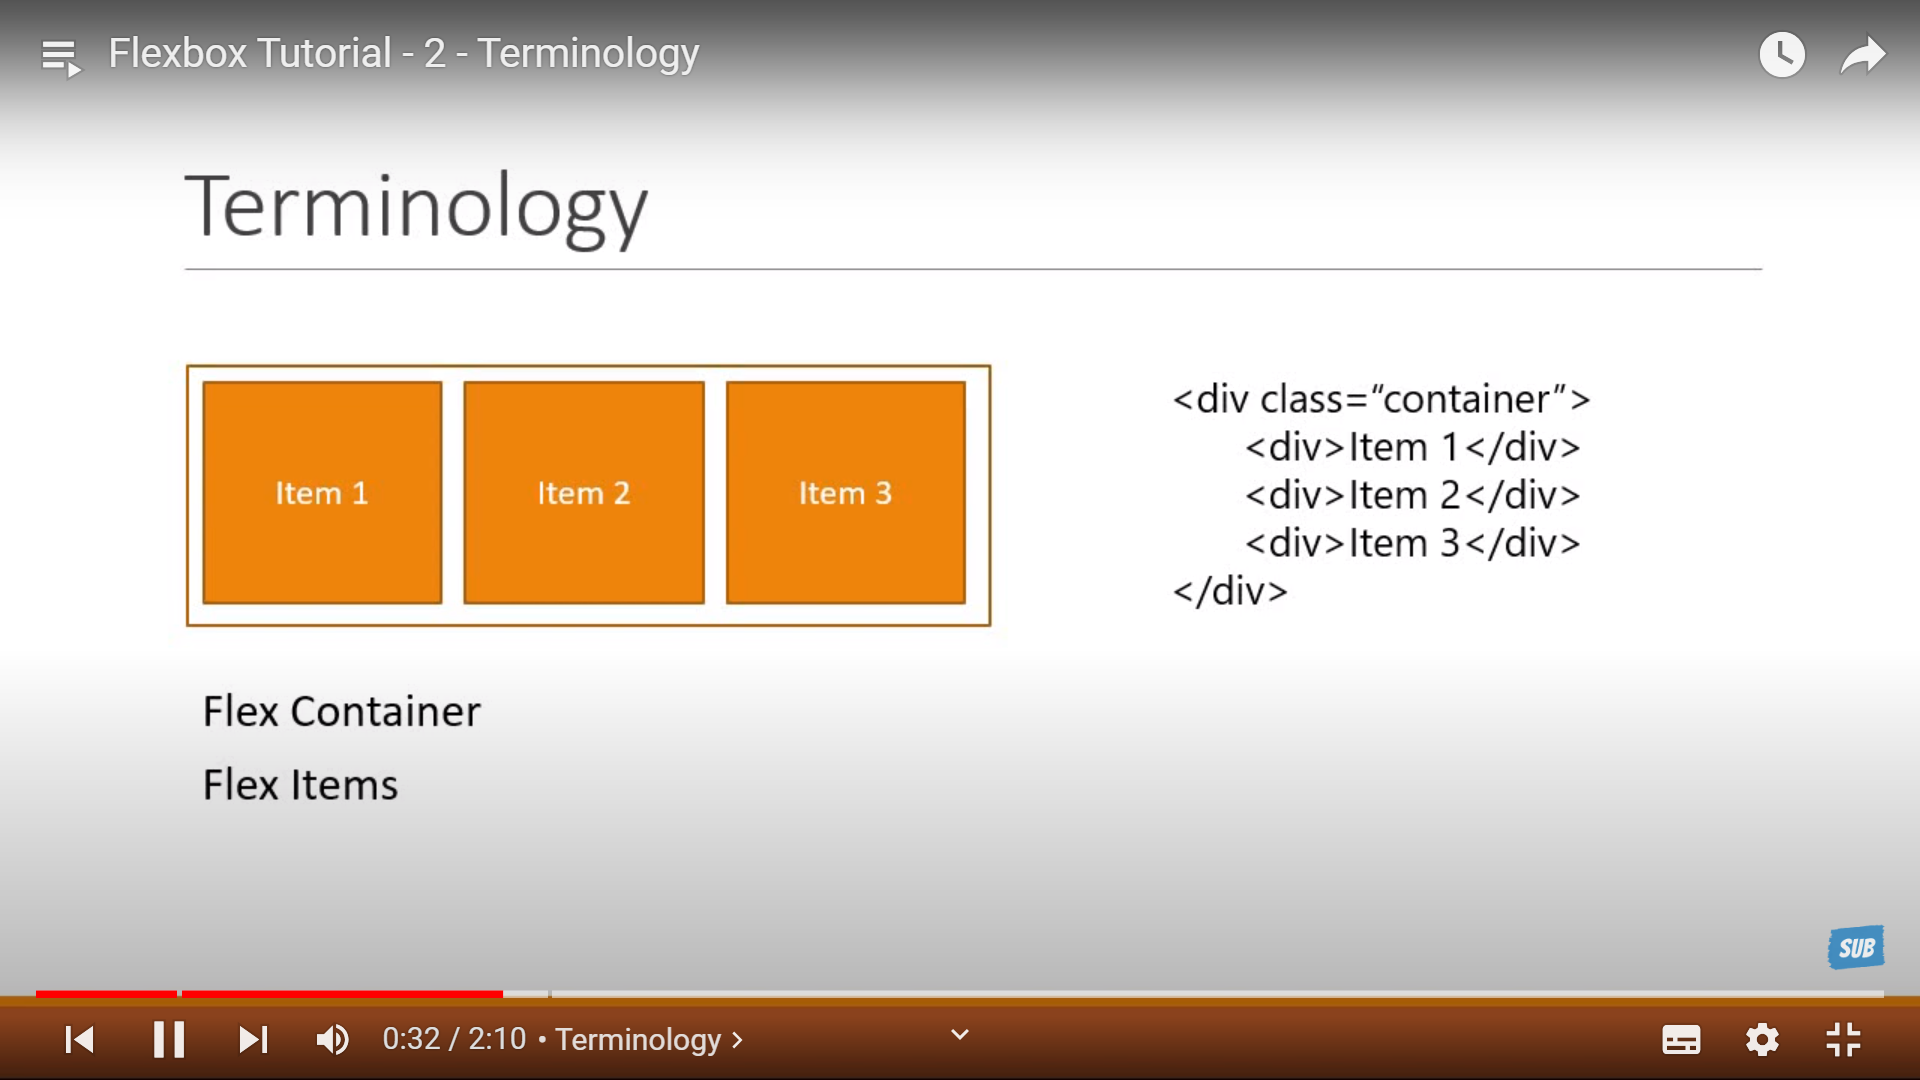 Flexbox Tutorial - 2 - Terminology
Terminology
Item 1 Item 2 Item 3
<div class=“container”>
<div>Item 1</div>
<div>Item 2</div>
<div>Item 3</div>
</div>
Flex Container
Flex Items
SUB
0:32 / 2:10 • Terminology >